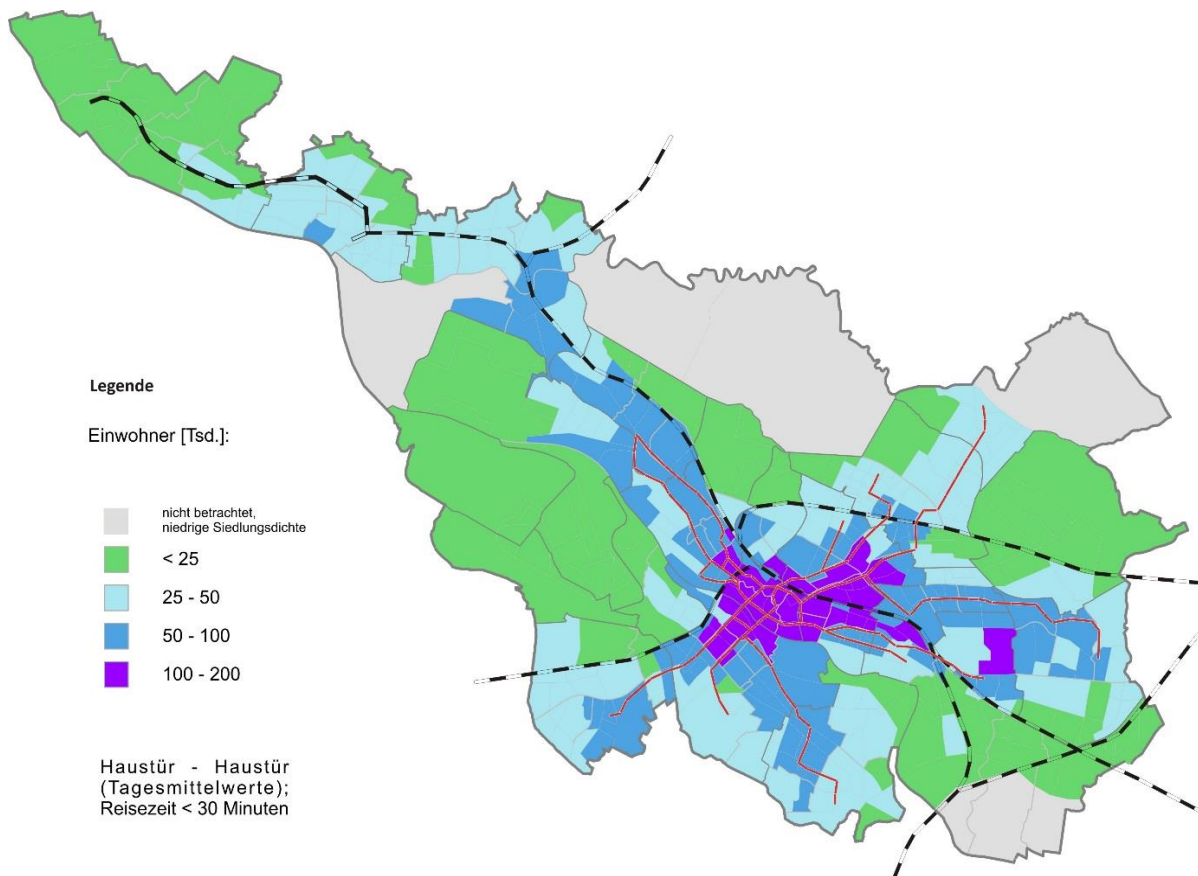 Legende
Einwohner [Tsd.]:
nicht betrachtet,
niedrige Siedlungsdichte
< 25
25 - 50
50 - 100
100 - 200
Haustür - Haustür
(Tagesmittelwerte);
Reisezeit < 30 Minuten